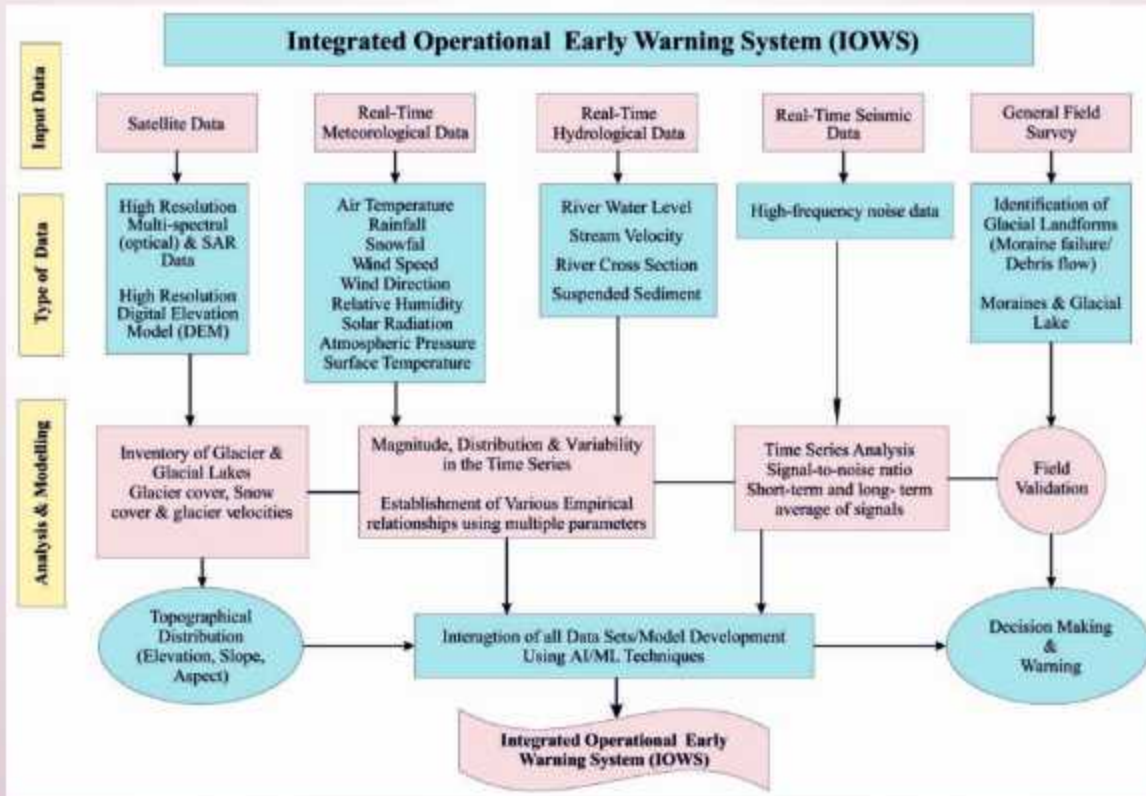 Integrated Operational Early Warning System (IOWS)
Input Data
Satellite Data
Real-Time
Meteorological Data
Real-Time
Hydrological Data
Real-Time Seismic
Data
General Field
Survey
Type of Data
High Resolution
Multi-spectral
(optical) & SAR
Data
High Resolution
Digital Elevation
Model (DEM)
Air Temperature
Rainfall
Snowfal
Wind Speed
Wind Direction
Relative Humidity
Solar Radiation
Atmospheric Pressure
Surface Temperature
River Water Level
Stream Velocity
River Cross Section
Suspended Sediment
High-frequency noise data
Identification of
Glacial Landforms
(Moraine failure/
Debris flow)
Moraines & Glacial
Lake
Analysis & Modelling
Inventory of Glacier &
Glacial Lakes
Glacier cover, Snow
cover & glacier velocities
Magnitude, Distribution & Variability
in the Time Series
Establishment of Various Empirical
relationships using multiple parameters
Time Series Analysis
Signal-to-noise ratio
Short-term and long- term
average of signals
Field
Validation
Topographical
Distribution
(Elevation, Slope,
Aspect)
Interagtion of all Data Sets/Model Development
Using AI/ML Techniques
Decision Making
&
Warning
Integrated Operational Early
Warning System (IOWS)